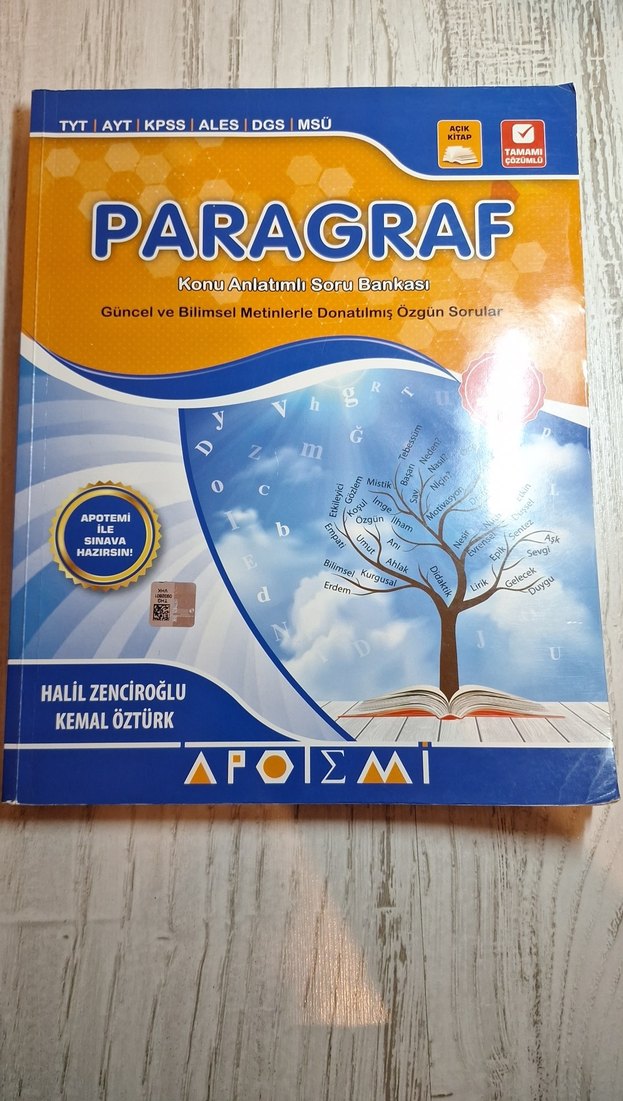 TYT | AYT | KPSS | ALES | DGS | MSÜ
AÇIK
KİTAP
TAMAMI
ÇÖZÜMLÜ
PARAGRAF
Konu Anlatımlı Soru Bankası
Güncel ve Bilimsel Metinlerle Donatılmış Özgün Sorular
D y v h g R T
z m Ğ
o c
I b
E
d
N D J U
Tebessüm
Neden?
Başarı
Nasıl?
Niçin?
Sav
Motivasyon
Mistik
Gözlem
Etkileyici
İmge
Koşul
İlham
Özgün
Empati
Umut
Anı
Ahlak
Bilimsel
Kurgusal
Erdem
Didaktik
Nesir
Evrensel
Epik
Sentez
Aşk
Sevgi
Lirik
Gelecek
Duygu
APOTEMİ
İLE
SINAVA
HAZIRSIN!
HALİL ZENCİROĞLU
KEMAL ÖZTÜRK
APOTEMİ